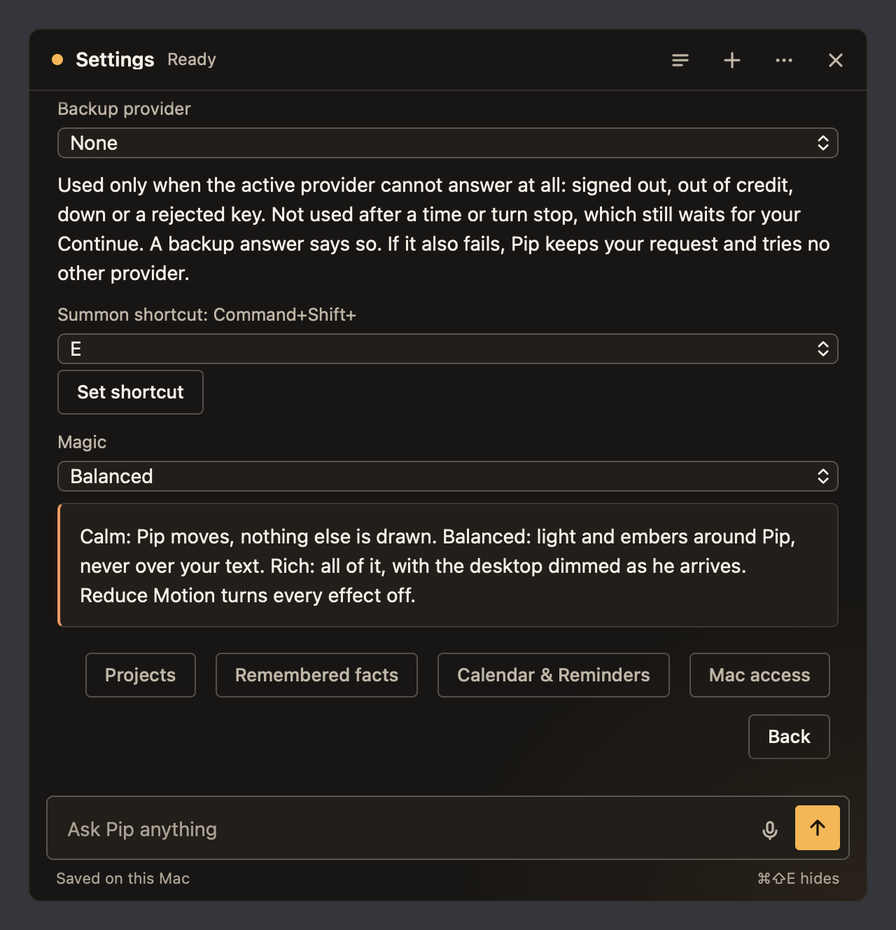 Settings Ready
Backup provider
None
Used only when the active provider cannot answer at all: signed out, out of credit,
down or a rejected key. Not used after a time or turn stop, which still waits for your
Continue. A backup answer says so. If it also fails, Pip keeps your request and tries no
other provider.
Summon shortcut: Command+Shift+
E
Set shortcut
Magic
Balanced
Calm: Pip moves, nothing else is drawn. Balanced: light and embers around Pip,
never over your text. Rich: all of it, with the desktop dimmed as he arrives.
Reduce Motion turns every effect off.
Projects Remembered facts Calendar & Reminders Mac access
Back
Ask Pip anything
Saved on this Mac ⌘⇧E hides